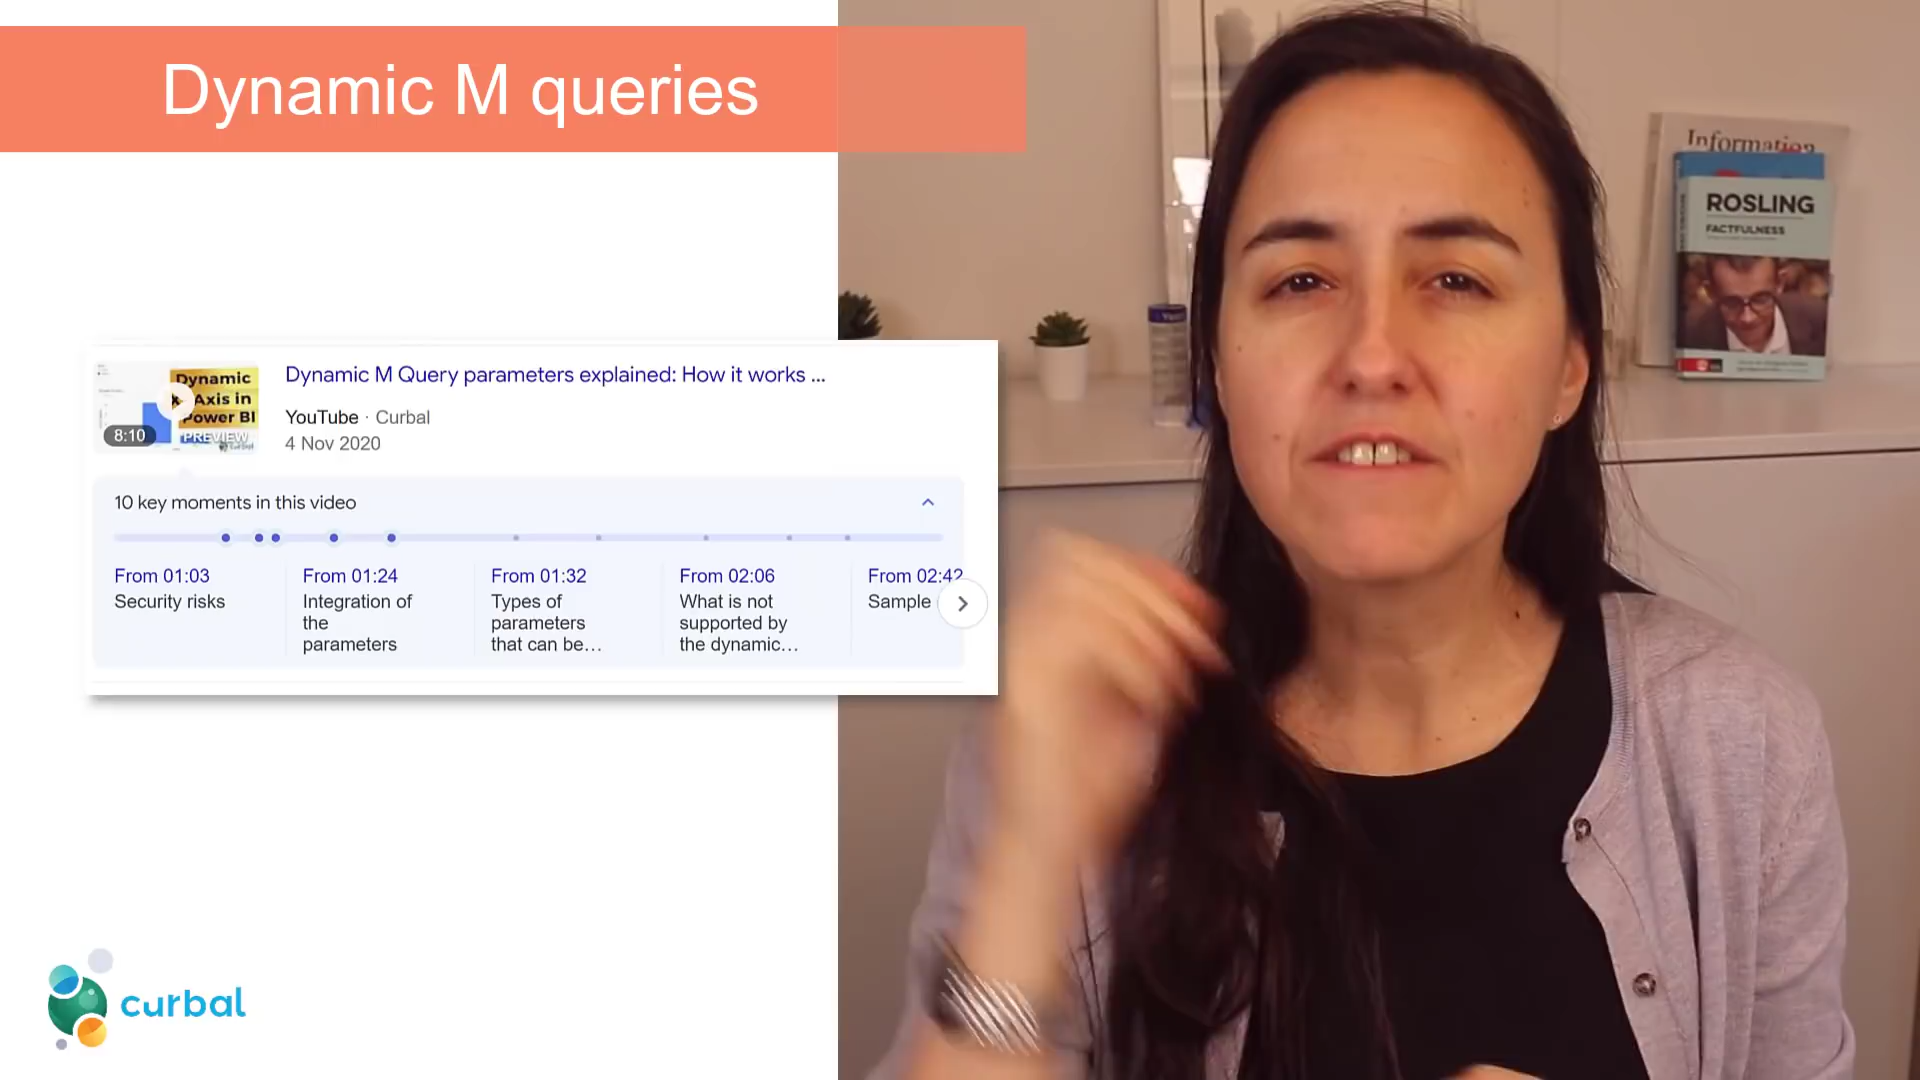 Dynamic M queries
Dynamic
x- Axis in
Power BI
PREVIEW
8:10
Dynamic M Query parameters explained: How it works ...
YouTube · Curbal
4 Nov 2020
10 key moments in this video
From 01:03
Security risks
From 01:24
Integration of
the
parameters
From 01:32
Types of
parameters
that can be...
From 02:06
What is not
supported by
the dynamic...
From 02:42
Sample
curbal
Information
ROSLING
FACTFULNESS